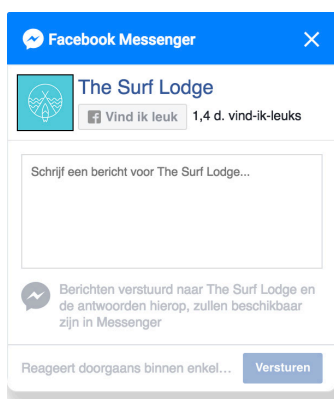 Facebook Messenger
The Surf Lodge
Vind ik leuk 1,4 d. vind-ik-leuks
Schrijf een bericht voor The Surf Lodge...
Berichten verstuurd naar The Surf Lodge en
de antwoorden hierop, zullen beschikbaar
zijn in Messenger
Reageert doorgaans binnen enkel... Versturen